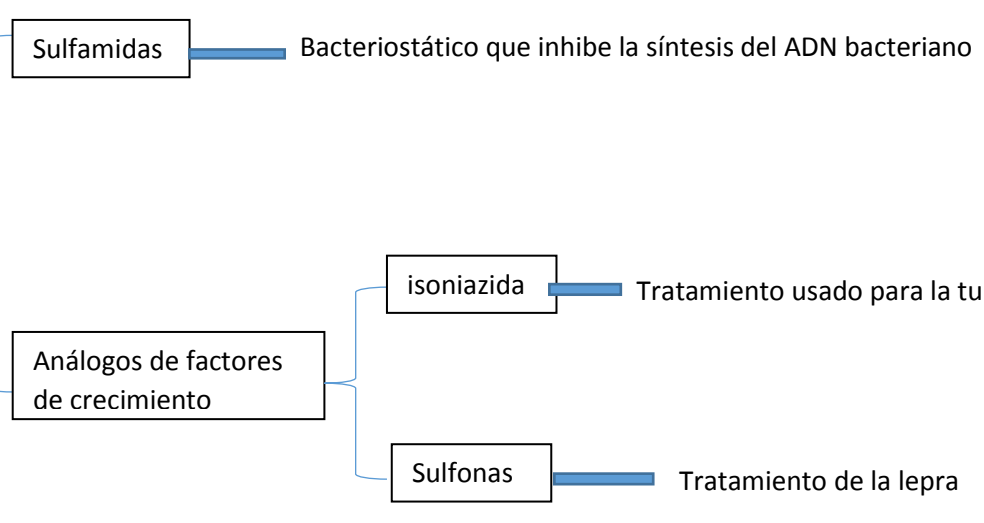 Sulfamidas
Bacteriostático que inhibe la síntesis del ADN bacteriano
isoniazida
Tratamiento usado para la tu
Análogos de factores
de crecimiento
Sulfonas
Tratamiento de la lepra